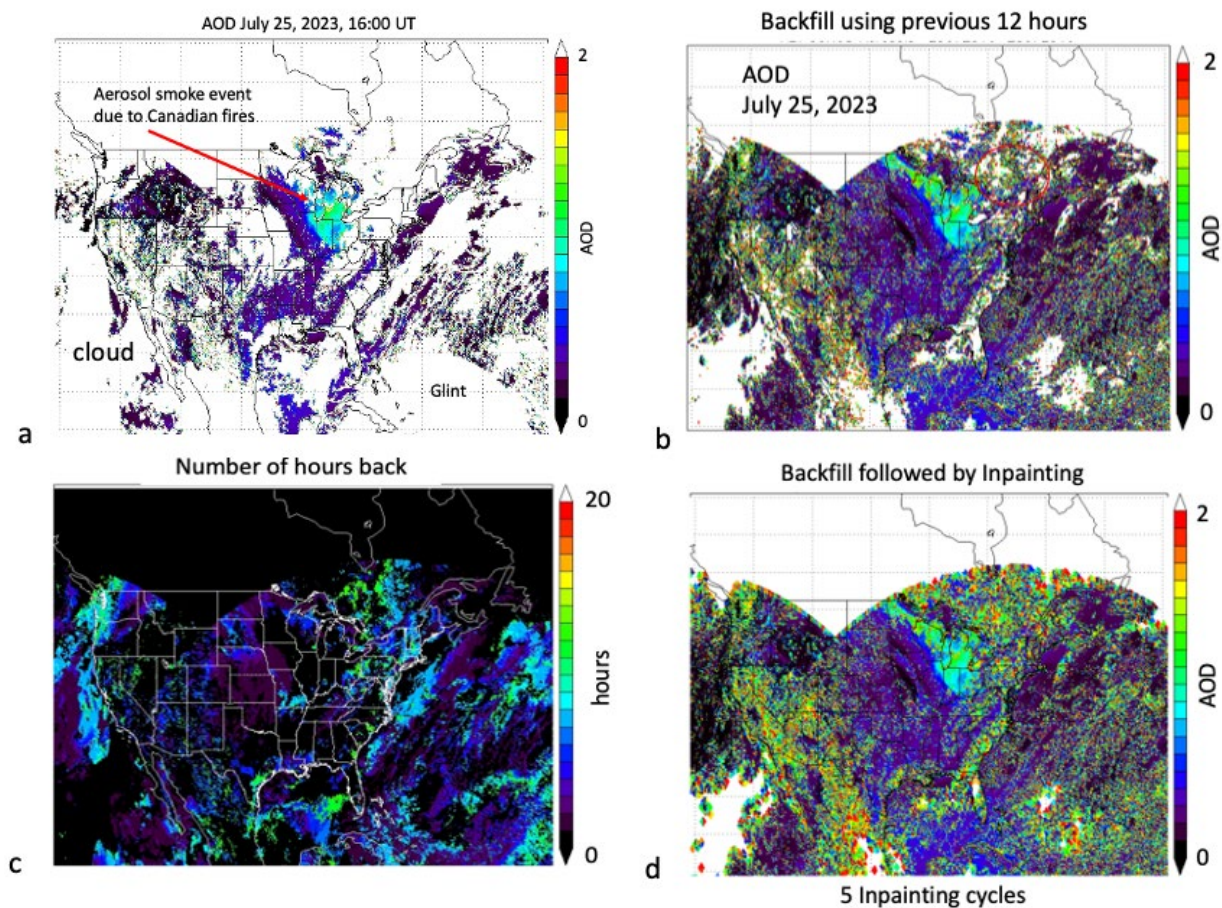 AOD July 25, 2023, 16:00 UT
Aerosol smoke event
due to Canadian fires
cloud
Glint
2
AOD
0
a
Backfill using previous 12 hours
AOD
July 25, 2023
2
AOD
0
b
Number of hours back
20
hours
0
c
Backfill followed by Inpainting
2
AOD
0
d
5 Inpainting cycles